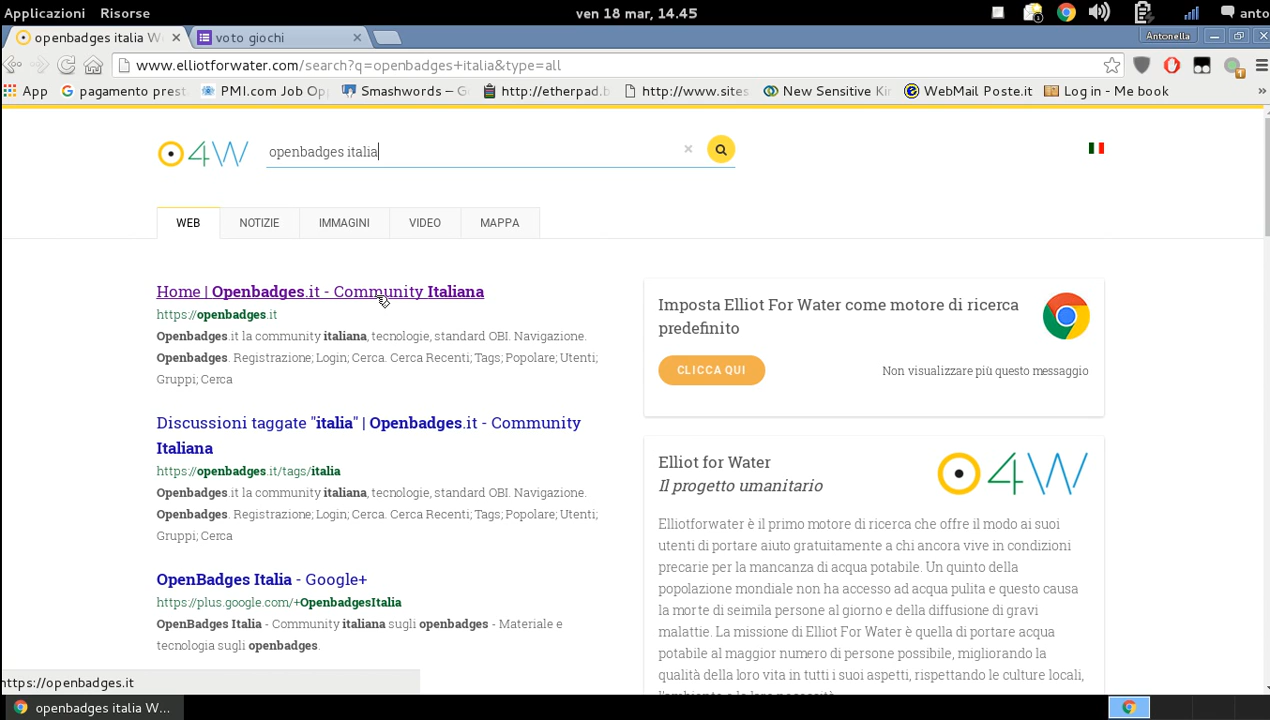 Applicazioni Risorse ven 18 mar, 14.45 anto
openbadges italia W voto giochi Antonella
www.elliotforwater.com/search?q=openbadges+italia&type=all
App pagamento prest PMI.com Job Op Smashwords – G http://etherpad.b http://www.sites New Sensitive Kir WebMail Poste.it Log in - Me book
04W openbadges italia
WEB NOTIZIE IMMAGINI VIDEO MAPPA
Home | Openbadges.it - Community Italiana
https://openbadges.it
Openbadges.it la community italiana, tecnologie, standard OBI. Navigazione.
Openbadges. Registrazione; Login; Cerca. Cerca Recenti; Tags; Popolare; Utenti;
Gruppi; Cerca
Discussioni taggate "italia" | Openbadges.it - Community
Italiana
https://openbadges.it/tags/italia
Openbadges.it la community italiana, tecnologie, standard OBI. Navigazione.
Openbadges. Registrazione; Login; Cerca. Cerca Recenti; Tags; Popolare; Utenti;
Gruppi; Cerca
OpenBadges Italia - Google+
https://plus.google.com/+OpenbadgesItalia
OpenBadges Italia - Community italiana sugli openbadges - Materiale e
tecnologia sugli openbadges.
Imposta Elliot For Water come motore di ricerca
predefinito
CLICCA QUI Non visualizzare più questo messaggio
Elliot for Water
Il progetto umanitario
04W
Elliotforwater è il primo motore di ricerca che offre il modo ai suoi
utenti di portare aiuto gratuitamente a chi ancora vive in condizioni
precarie per la mancanza di acqua potabile. Un quinto della
popolazione mondiale non ha accesso ad acqua pulita e questo causa
la morte di seimila persone al giorno e della diffusione di gravi
malattie. La missione di Elliot For Water è quella di portare acqua
potabile al maggior numero di persone possibile, migliorando la
qualità della loro vita in tutti i suoi aspetti, rispettando le culture locali,
https://openbadges.it
openbadges italia W...